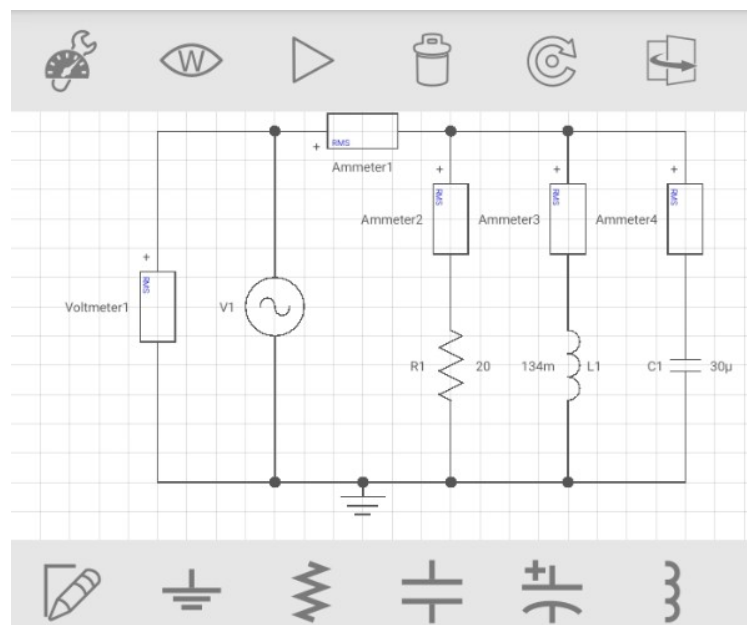 W
RMS
Ammeter1
RMS
RMS
RMS
Ammeter2
Ammeter3
Ammeter4
RMS
Voltmeter1
V1
R1
20
134m
L1
C1
30µ